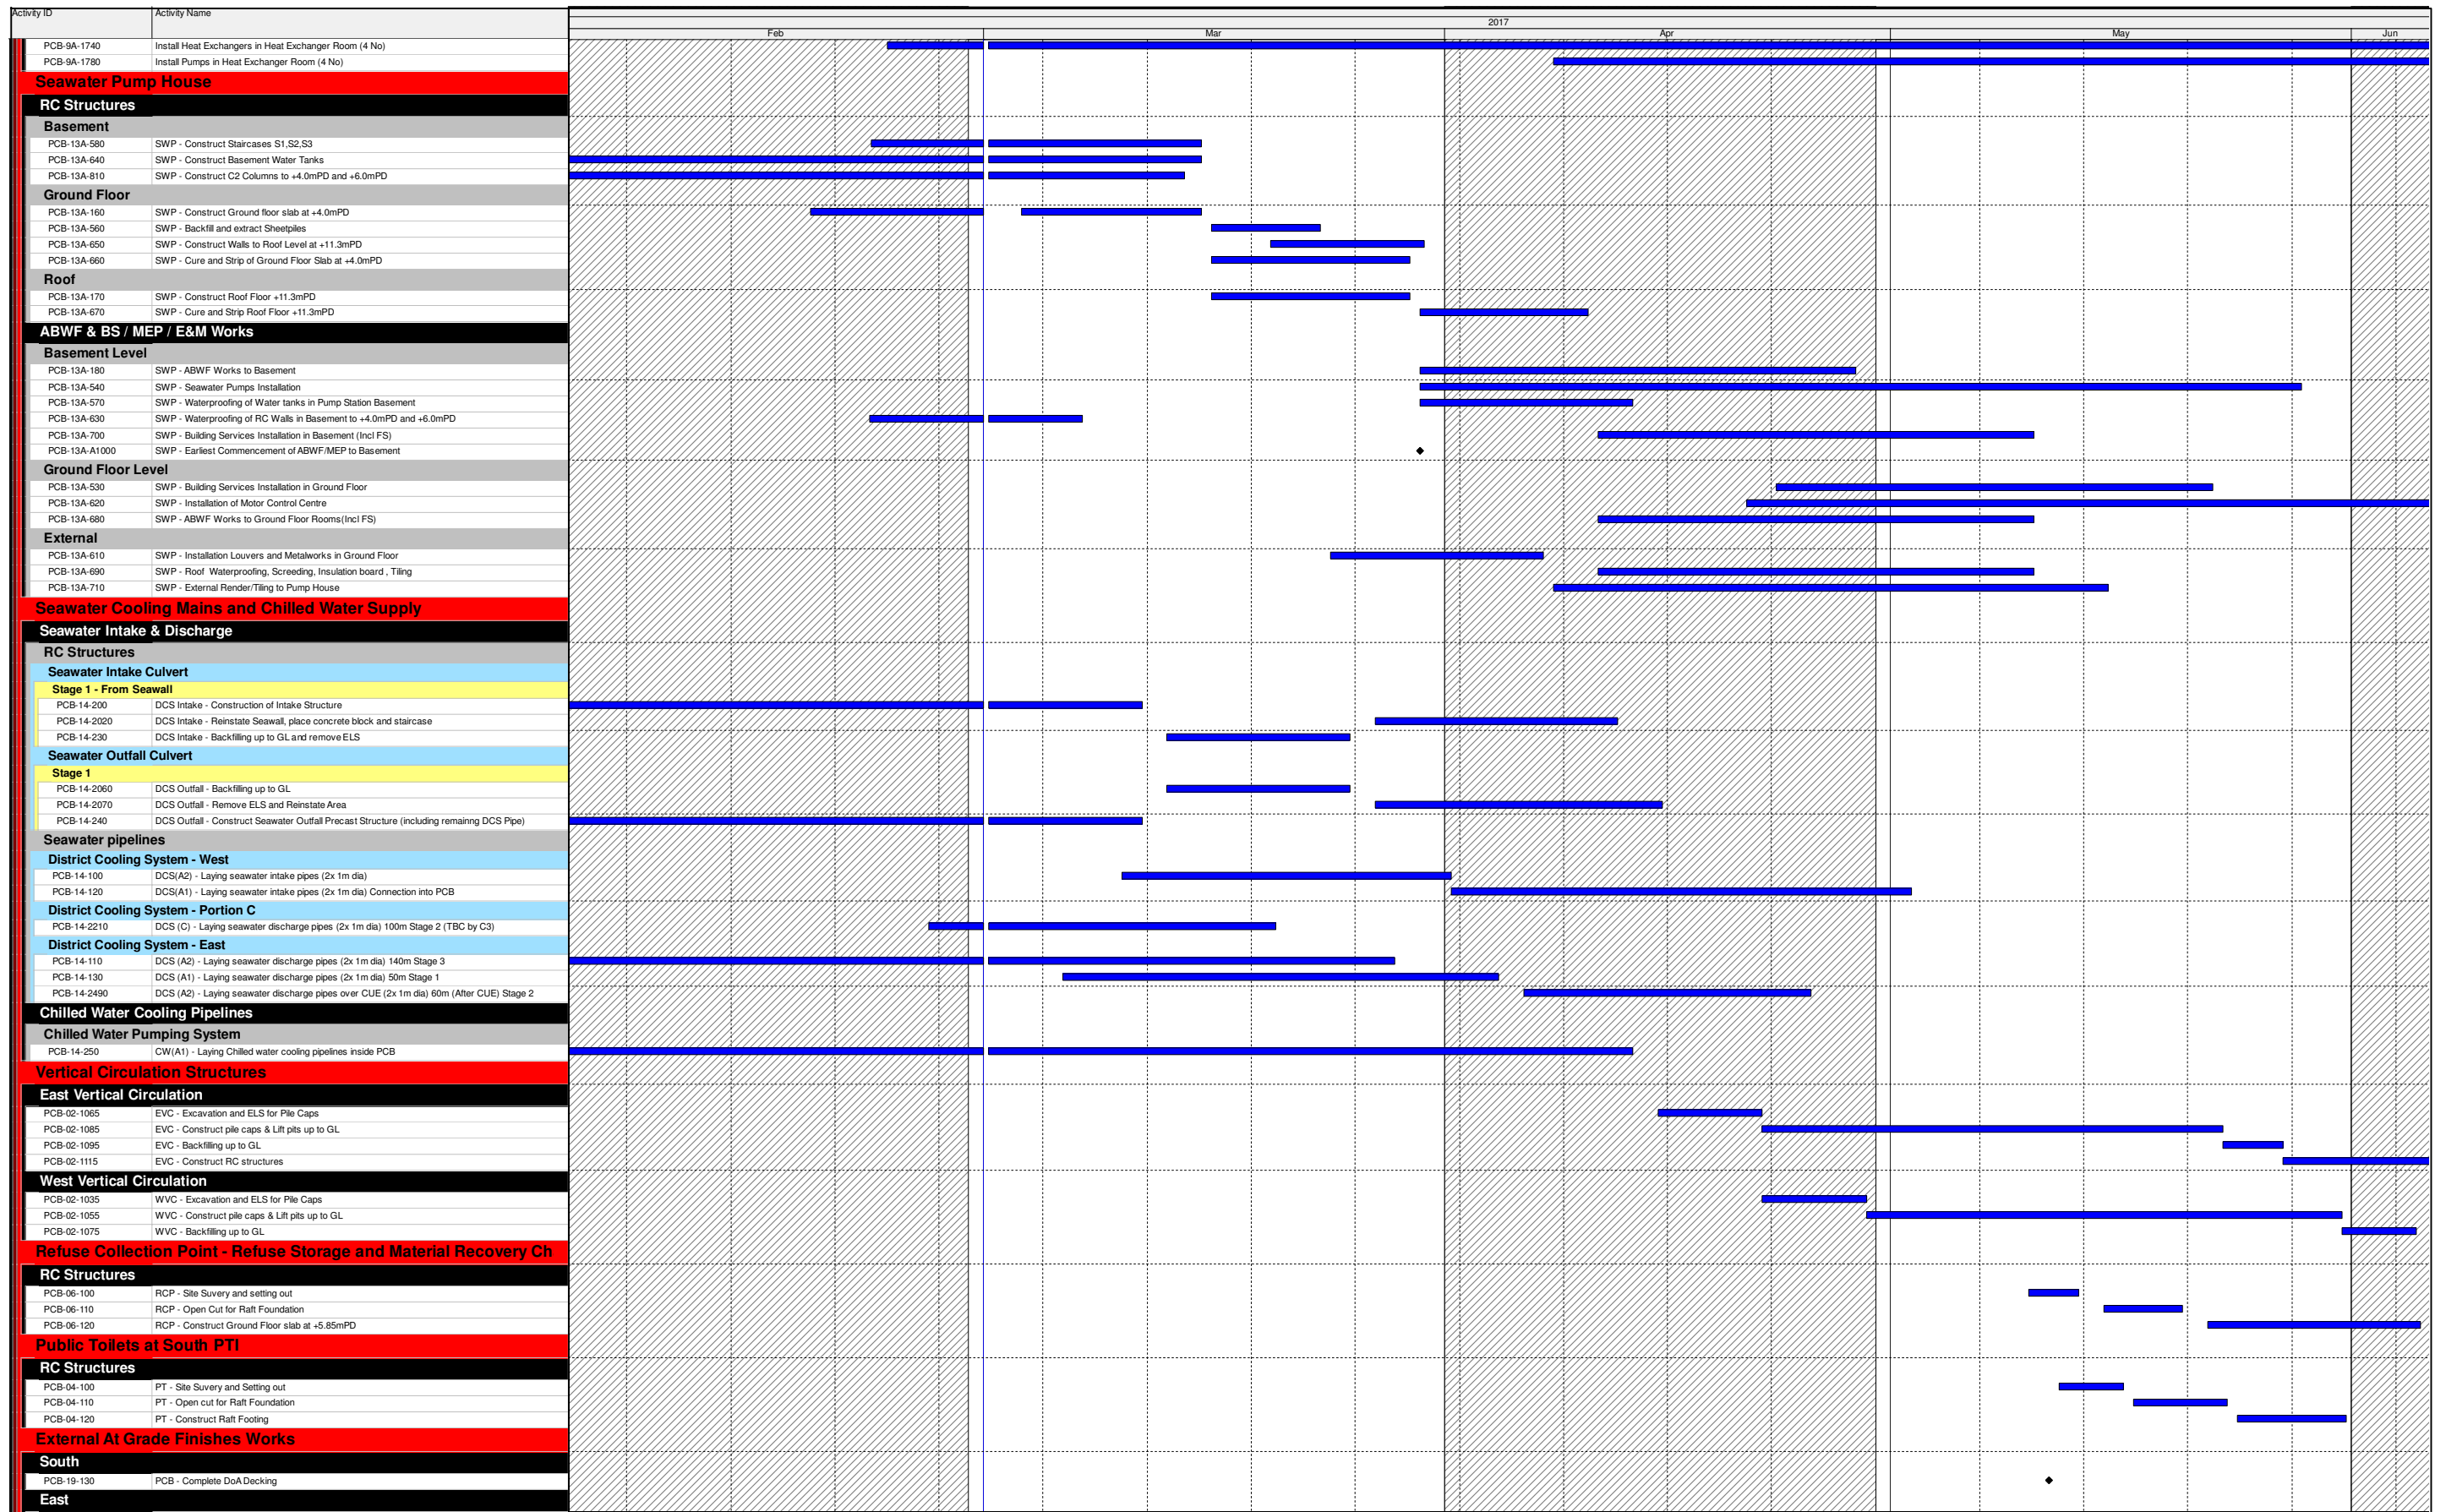 Activity ID Activity Name
2017
Feb Mar Apr May Jun
PCB-9A-1740 Install Heat Exchangers in Heat Exchanger Room (4 No)
PCB-9A-1780 Install Pumps in Heat Exchanger Room (4 No)
Seawater Pump House
RC Structures
Basement
PCB-13A-580 SWP - Construct Staircases S1,S2,S3
PCB-13A-640 SWP - Construct Basement Water Tanks
PCB-13A-810 SWP - Construct C2 Columns to +4.0mPD and +6.0mPD
Ground Floor
PCB-13A-160 SWP - Construct Ground floor slab at +4.0mPD
PCB-13A-560 SWP - Backfill and extract Sheetpiles
PCB-13A-650 SWP - Construct Walls to Roof Level at +11.3mPD
PCB-13A-660 SWP - Cure and Strip of Ground Floor Slab at +4.0mPD
Roof
PCB-13A-170 SWP - Construct Roof Floor +11.3mPD
PCB-13A-670 SWP - Cure and Strip Roof Floor +11.3mPD
ABWF & BS / MEP / E&M Works
Basement Level
PCB-13A-180 SWP - ABWF Works to Basement
PCB-13A-540 SWP - Seawater Pumps Installation
PCB-13A-570 SWP - Waterproofing of Water tanks in Pump Station Basement
PCB-13A-630 SWP - Waterproofing of RC Walls in Basement to +4.0mPD and +6.0mPD
PCB-13A-700 SWP - Building Services Installation in Basement (Incl FS)
PCB-13A-A1000 SWP - Earliest Commencement of ABWF/MEP to Basement
Ground Floor Level
PCB-13A-530 SWP - Building Services Installation in Ground Floor
PCB-13A-620 SWP - Installation of Motor Control Centre
PCB-13A-680 SWP - ABWF Works to Ground Floor Rooms(Incl FS)
External
PCB-13A-610 SWP - Installation Louvers and Metalworks in Ground Floor
PCB-13A-690 SWP - Roof Waterproofing, Screeding, Insulation board , Tiling
PCB-13A-710 SWP - External Render/Tiling to Pump House
Seawater Cooling Mains and Chilled Water Supply
Seawater Intake & Discharge
RC Structures
Seawater Intake Culvert
Stage 1 - From Seawall
PCB-14-200 DCS Intake - Construction of Intake Structure
PCB-14-2020 DCS Intake - Reinstate Seawall, place concrete block and staircase
PCB-14-230 DCS Intake - Backfilling up to GL and remove ELS
Seawater Outfall Culvert
Stage 1
PCB-14-2060 DCS Outfall - Backfilling up to GL
PCB-14-2070 DCS Outfall - Remove ELS and Reinstate Area
PCB-14-240 DCS Outfall - Construct Seawater Outfall Precast Structure (including remainng DCS Pipe)
Seawater pipelines
District Cooling System - West
PCB-14-100 DCS(A2) - Laying seawater intake pipes (2x 1m dia)
PCB-14-120 DCS(A1) - Laying seawater intake pipes (2x 1m dia) Connection into PCB
District Cooling System - Portion C
PCB-14-2210 DCS (C) - Laying seawater discharge pipes (2x 1m dia) 100m Stage 2 (TBC by C3)
District Cooling System - East
PCB-14-110 DCS (A2) - Laying seawater discharge pipes (2x 1m dia) 140m Stage 3
PCB-14-130 DCS (A1) - Laying seawater discharge pipes (2x 1m dia) 50m Stage 1
PCB-14-2490 DCS (A2) - Laying seawater discharge pipes over CUE (2x 1m dia) 60m (After CUE) Stage 2
Chilled Water Cooling Pipelines
Chilled Water Pumping System
PCB-14-250 CW(A1) - Laying Chilled water cooling pipelines inside PCB
Vertical Circulation Structures
East Vertical Circulation
PCB-02-1065 EVC - Excavation and ELS for Pile Caps
PCB-02-1085 EVC - Construct pile caps & Lift pits up to GL
PCB-02-1095 EVC - Backfilling up to GL
PCB-02-1115 EVC - Construct RC structures
West Vertical Circulation
PCB-02-1035 WVC - Excavation and ELS for Pile Caps
PCB-02-1055 WVC - Construct pile caps & Lift pits up to GL
PCB-02-1075 WVC - Backfilling up to GL
Refuse Collection Point - Refuse Storage and Material Recovery Ch
RC Structures
PCB-06-100 RCP - Site Suvery and setting out
PCB-06-110 RCP - Open Cut for Raft Foundation
PCB-06-120 RCP - Construct Ground Floor slab at +5.85mPD
Public Toilets at South PTI
RC Structures
PCB-04-100 PT - Site Suvery and Setting out
PCB-04-110 PT - Open cut for Raft Foundation
PCB-04-120 PT - Construct Raft Footing
External At Grade Finishes Works
South
PCB-19-130 PCB - Complete DoA Decking
East